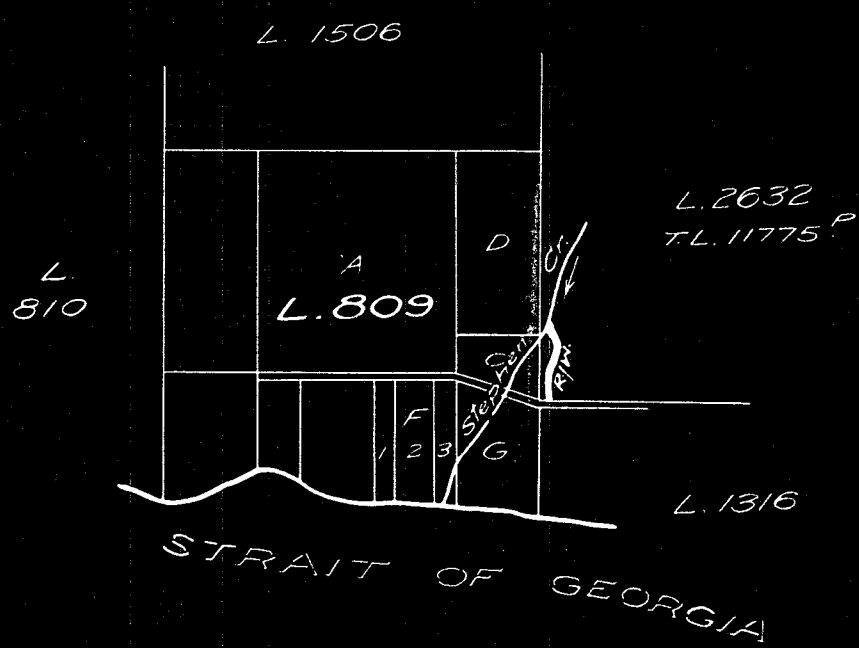 L. 1506
L. 2632
T.L. 11775 P
D
Cr.
A
L.
810
L. 809
Stephens
R/W.
F
1
2
3
G
L. 1316
STRAIT OF GEORGIA